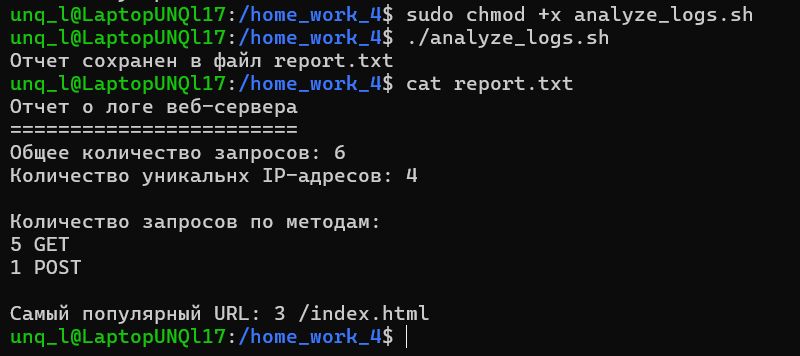 unq_l@LaptopUNQl17:/home_work_4$ sudo chmod +x analyze_logs.sh
unq_l@LaptopUNQl17:/home_work_4$ ./analyze_logs.sh
Отчет сохранен в файл report.txt
unq_l@LaptopUNQl17:/home_work_4$ cat report.txt
Отчет о логе веб-сервера
========================
Общее количество запросов: 6
Количество уникальнх IP-адресов: 4
Количество запросов по методам:
5 GET
1 POST
Самый популярный URL: 3 /index.html
unq_l@LaptopUNQl17:/home_work_4$